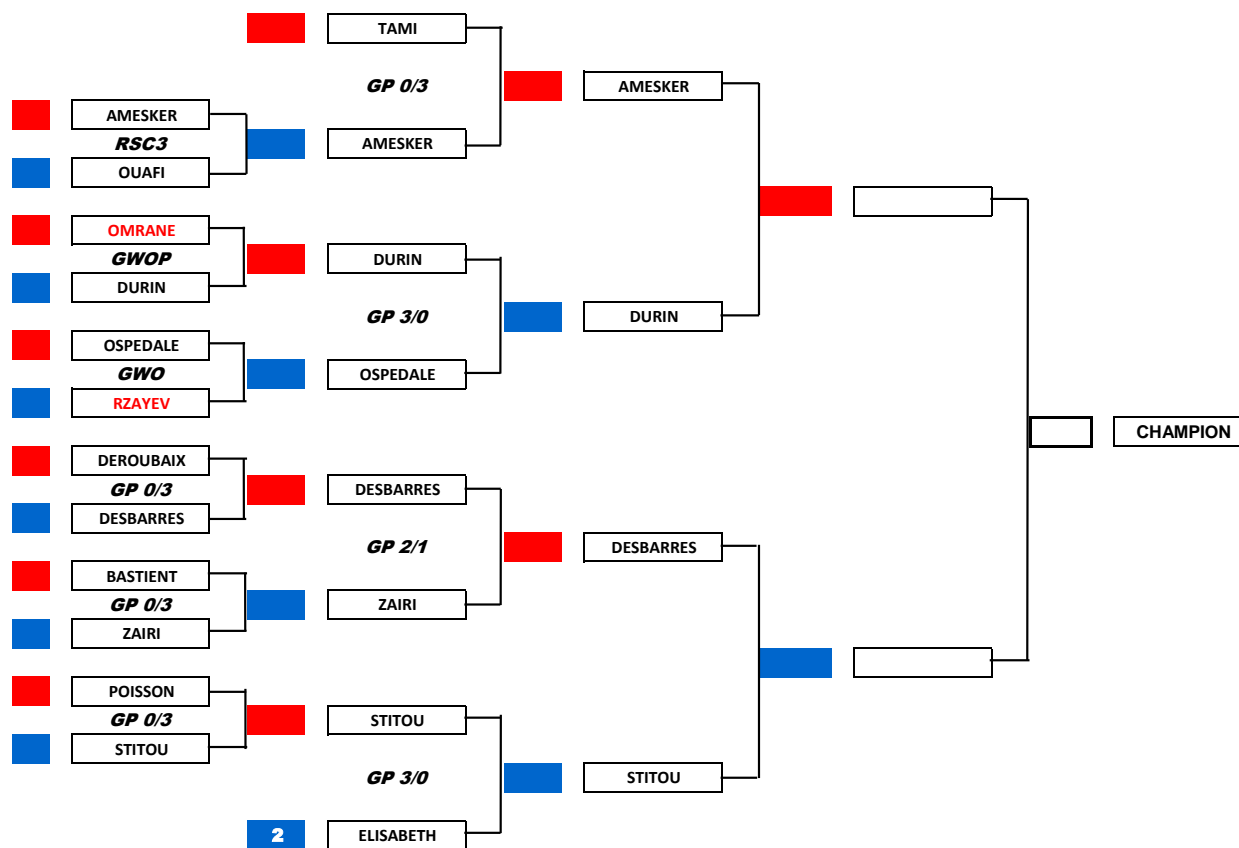 TAMI
GP 0/3
AMESKER
AMESKER
RSC3
AMESKER
OUAFI
OMRANE
GWOP
DURIN
DURIN
GP 3/0
DURIN
OSPEDALE
GWO
OSPEDALE
RZAYEV
CHAMPION
DEROUBAIX
GP 0/3
DESBARRES
DESBARRES
GP 2/1
DESBARRES
BASTIENT
GP 0/3
ZAIRI
ZAIRI
POISSON
GP 0/3
STITOU
STITOU
GP 3/0
STITOU
2
ELISABETH